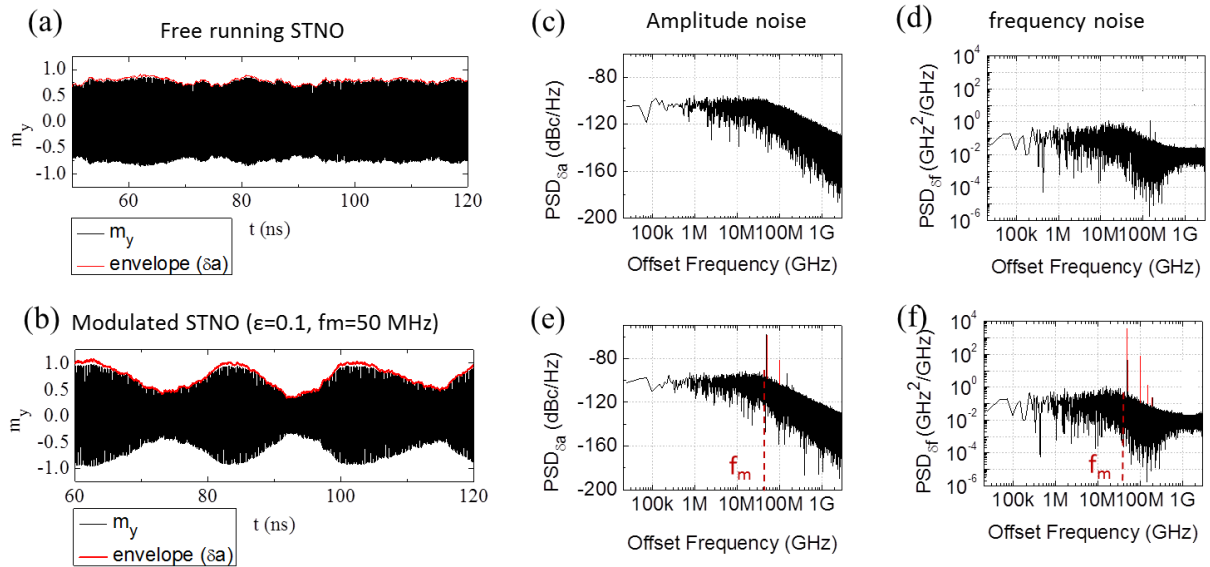 (a)
Free running STNO
1.0
0.5
0.0
-0.5
-1.0
m_y
60
80
100
120
t (ns)
m_y
envelope (δa)
(c)
Amplitude noise
-80
-120
-160
-200
PSD_δa (dBc/Hz)
100k 1M 10M 100M 1G
Offset Frequency (GHz)
(d)
frequency noise
10^4
10^2
10^0
10^-2
10^-4
10^-6
PSD_δf (GHz^2/GHz)
100k 1M 10M 100M 1G
Offset Frequency (GHz)
(b)
Modulated STNO (ε=0.1, fm=50 MHz)
1.0
0.5
0.0
-0.5
-1.0
m_y
60
80
100
120
t (ns)
m_y
envelope (δa)
(e)
-80
-120
-160
-200
PSD_δa (dBc/Hz)
f_m
100k 1M 10M 100M 1G
Offset Frequency (GHz)
(f)
10^4
10^2
10^0
10^-2
10^-4
10^-6
PSD_δf (GHz^2/GHz)
f_m
100k 1M 10M 100M 1G
Offset Frequency (GHz)